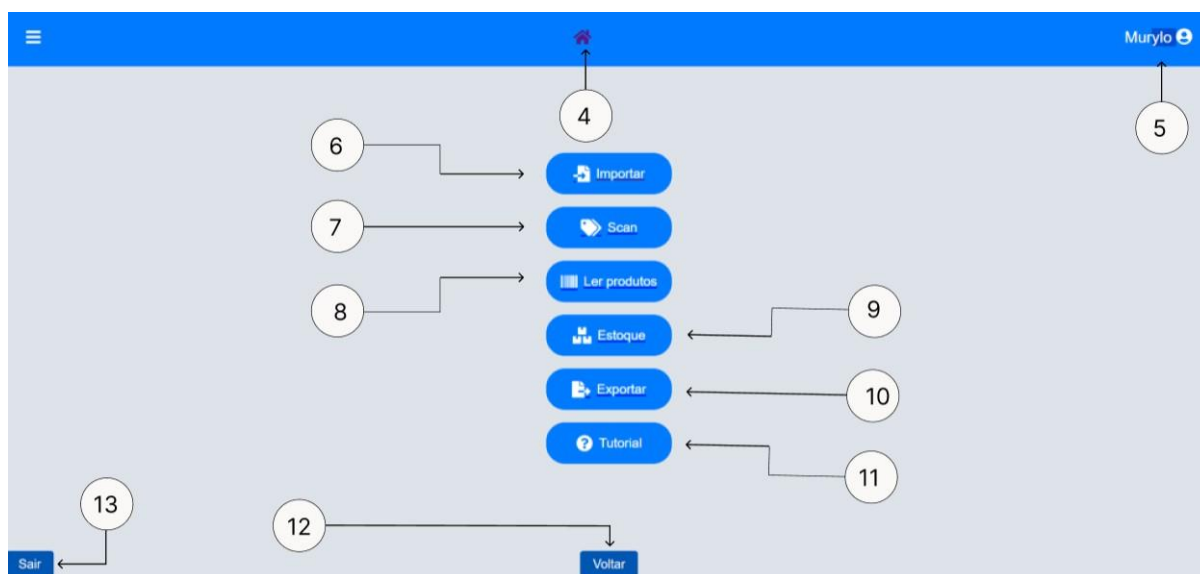 Murylo
4
5
6
Importar
7
Scan
8
Ler produtos
9
Estoque
10
Exportar
11
Tutorial
13
12
Sair
Voltar